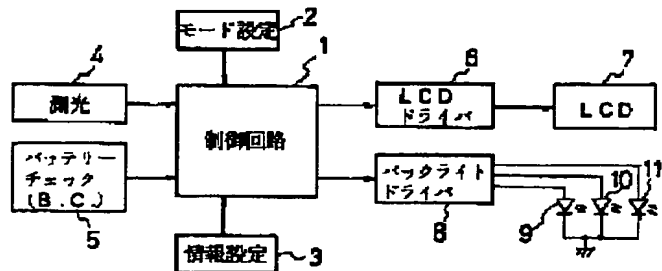 モード設定
2
1
4
測光
制御回路
6
LCD
ドライバ
7
LCD
バッテリー
チェック
(B.C.)
5
バックライト
ドライバ
8
9
10
11
情報設定
3